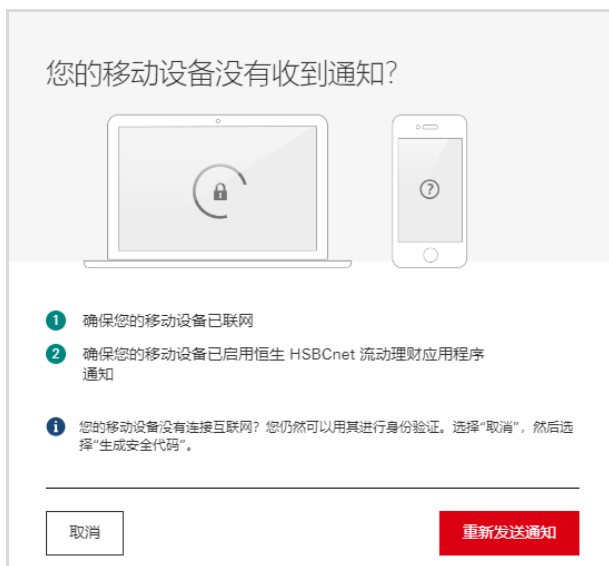 您的移动设备没有收到通知?
?
1 确保您的移动设备已联网
2 确保您的移动设备已启用恒生 HSBCnet 流动理财应用程序
通知
i 您的移动设备没有连接互联网? 您仍然可以用其进行身份验证。选择“取消”, 然后选
择“生成安全代码”。
取消
重新发送通知